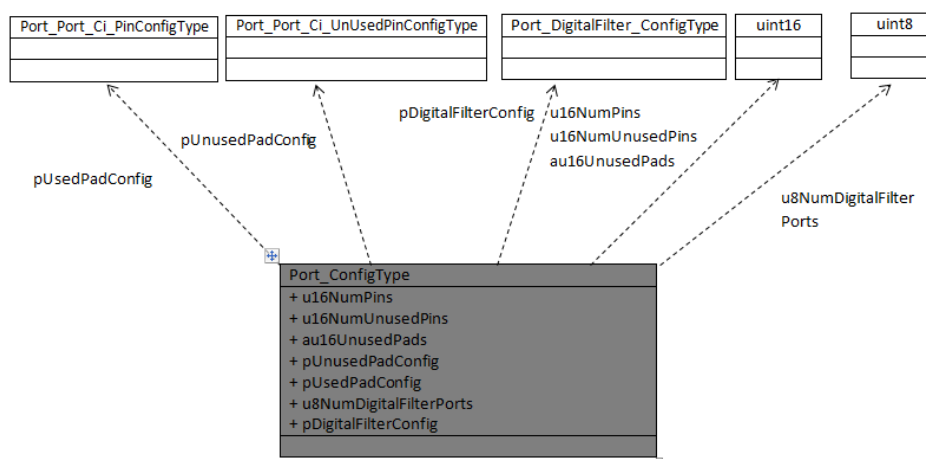 Port_Port_Ci_PinConfigType
Port_Port_Ci_UnUsedPinConfigType
Port_DigitalFilter_ConfigType
uint16
uint8
pUsedPadConfig
pUnusedPadConfig
pDigitalFilterConfig
u16NumPins
u16NumUnusedPins
au16UnusedPads
u8NumDigitalFilter
Ports
Port_ConfigType
+ u16NumPins
+ u16NumUnusedPins
+ au16UnusedPads
+ pUnusedPadConfig
+ pUsedPadConfig
+ u8NumDigitalFilterPorts
+ pDigitalFilterConfig